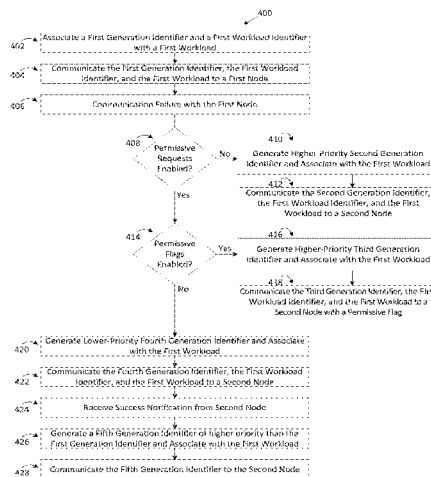 400
402
Associate a First Generation Identifier and a First Workload Identifier
with a First Workload
404
Communicate the First Generation Identifier, the First Workload
Identifier, and the First Workload to a First Node
406
Communication Failure with the First Node
408
Permissive
Requests
Enabled?
No
Yes
410
Generate Higher-Priority Second Generation
Identifier and Associate with the First Workload
412
Communicate the Second Generation Identifier,
the First Workload Identifier, and the First
Workload to a Second Node
414
Permissive
Flags
Enabled?
Yes
No
416
Generate Higher-Priority Third Generation
Identifier and Associate with the First Workload
418
Communicate the Third Generation Identifier, the First
Workload Identifier, and the First Workload to a
Second Node with a Permissive Flag
420
Generate Lower-Priority Fourth Generation Identifier and Associate
with the First Workload
422
Communicate the Fourth Generation Identifier, the First Workload
Identifier, and the First Workload to a Second Node
424
Receive Success Notification from Second Node
426
Generate a Fifth Generation Identifier of higher priority than the
First Generation Identifier and Associate with the First Workload
428
Communicate the Fifth Generation Identifier to the Second Node